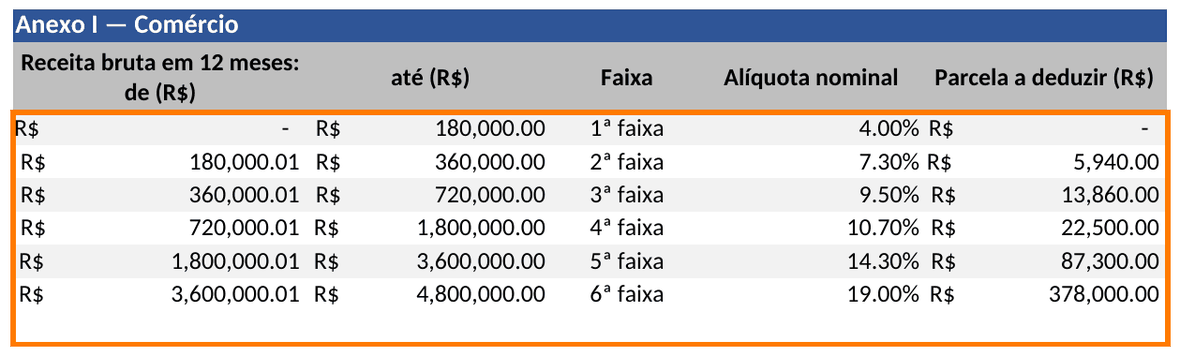 Anexo I — Comércio
Receita bruta em 12 meses: de (R$) até (R$) Faixa Alíquota nominal Parcela a deduzir (R$)
R$ - R$ 180,000.00 1ª faixa 4.00% R$ -
R$ 180,000.01 R$ 360,000.00 2ª faixa 7.30% R$ 5,940.00
R$ 360,000.01 R$ 720,000.00 3ª faixa 9.50% R$ 13,860.00
R$ 720,000.01 R$ 1,800,000.00 4ª faixa 10.70% R$ 22,500.00
R$ 1,800,000.01 R$ 3,600,000.00 5ª faixa 14.30% R$ 87,300.00
R$ 3,600,000.01 R$ 4,800,000.00 6ª faixa 19.00% R$ 378,000.00